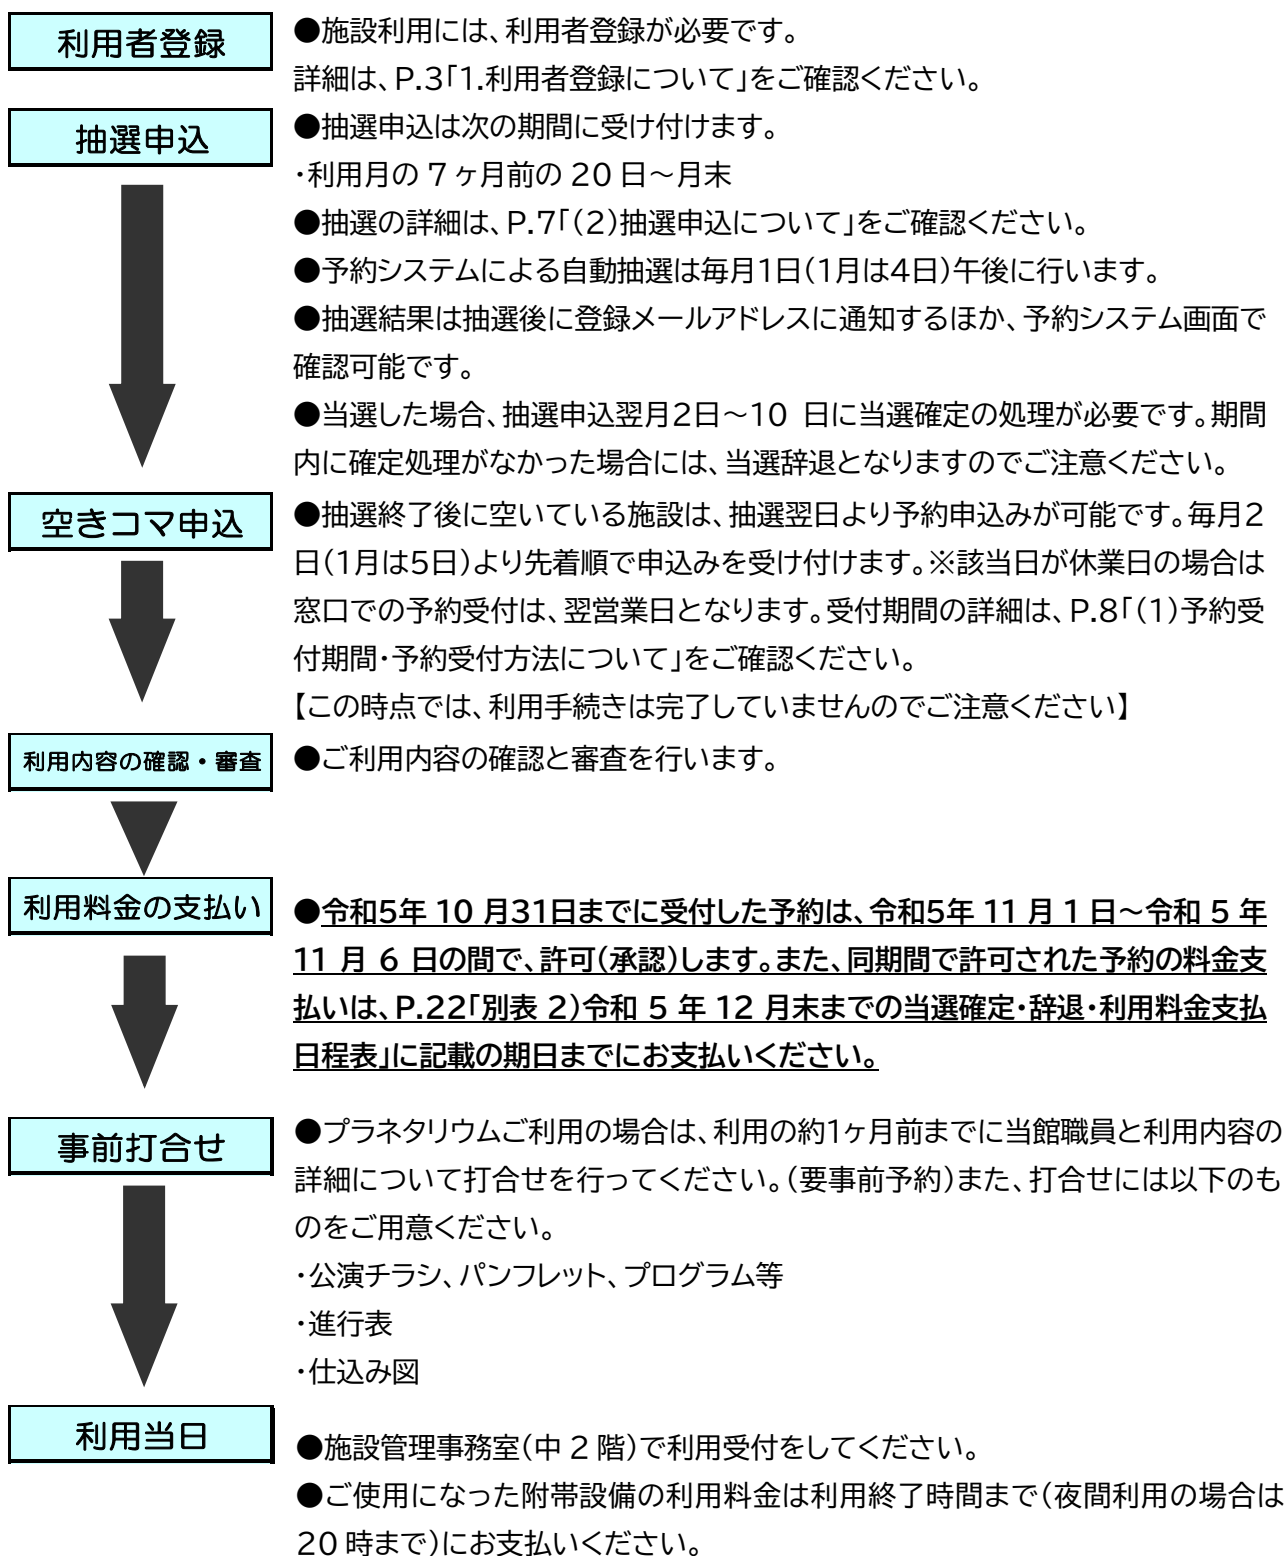 利用者登録
●施設利用には、利用者登録が必要です。
詳細は、P.3「1.利用者登録について」をご確認ください。
抽選申込
●抽選申込は次の期間に受け付けます。
・利用月の 7 ヶ月前の 20 日～月末
●抽選の詳細は、P.7「(2)抽選申込について」をご確認ください。
●予約システムによる自動抽選は毎月1日(1月は4日)午後に行います。
●抽選結果は抽選後に登録メールアドレスに通知するほか、予約システム画面で
確認可能です。
●当選した場合、抽選申込翌月2日～10 日に当選確定の処理が必要です。期間
内に確定処理がなかった場合には、当選辞退となりますのでご注意ください。
空きコマ申込
●抽選終了後に空いている施設は、抽選翌日より予約申込みが可能です。毎月2
日(1月は5日)より先着順で申込みを受け付けます。※該当日が休業日の場合は
窓口での予約受付は、翌営業日となります。受付期間の詳細は、P.8「(1)予約受
付期間・予約受付方法について」をご確認ください。
【この時点では、利用手続きは完了していませんのでご注意ください】
利用内容の確認・審査
●ご利用内容の確認と審査を行います。
利用料金の支払い
●令和5年 10 月31日までに受付した予約は、令和5年 11 月 1 日～令和 5 年
11 月 6 日の間で、許可(承認)します。また、同期間で許可された予約の料金支
払いは、P.22「別表 2)令和 5 年 12 月末までの当選確定・辞退・利用料金支払
日程表」に記載の期日までにお支払いください。
事前打合せ
●プラネタリウムご利用の場合は、利用の約1ヶ月前までに当館職員と利用内容の
詳細について打合せを行ってください。(要事前予約)また、打合せには以下のも
のをご用意ください。
・公演チラシ、パンフレット、プログラム等
・進行表
・仕込み図
利用当日
●施設管理事務室(中 2 階)で利用受付をしてください。
●ご使用になった附帯設備の利用料金は利用終了時間まで(夜間利用の場合は
20 時まで)にお支払いください。